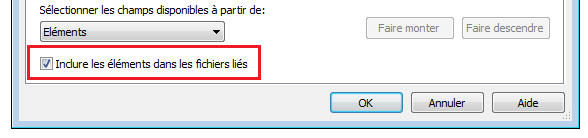 Sélectionner les champs disponibles à partir de:
Eléments
Faire monter
Faire descendre
Inclure les éléments dans les fichiers liés
OK
Annuler
Aide